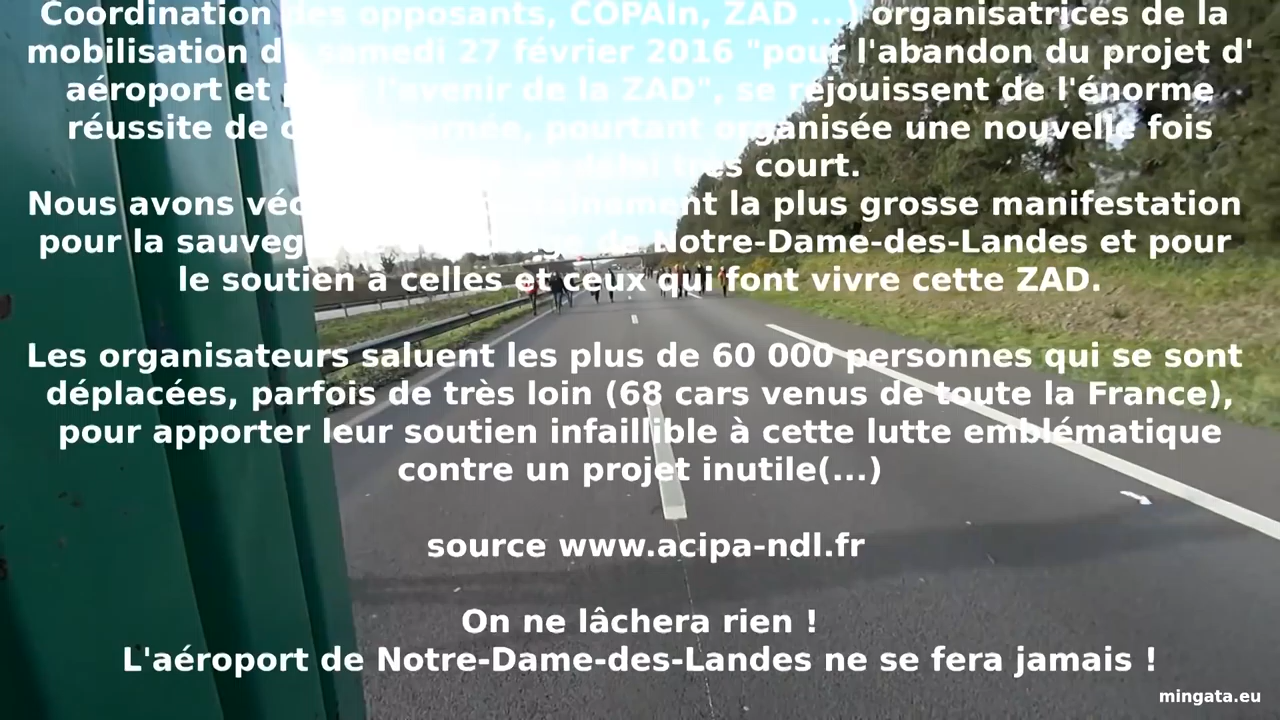 Coordination des opposants, COPAIn, ZAD ...) organisatrices de la
mobilisation du samedi 27 février 2016 "pour l'abandon du projet d'
aéroport et pour l'avenir de la ZAD", se réjouissent de l'énorme
réussite de cette journée, pourtant organisée une nouvelle fois
délai très court.
Nous avons la plus grosse manifestation
pour la sauvegarde de Notre-Dame-des-Landes et pour
le soutien à celles et ceux qui font vivre cette ZAD.
Les organisateurs saluent les plus de 60 000 personnes qui se sont
déplacées, parfois de très loin (68 cars venus de toute la France),
pour apporter leur soutien infaillible à cette lutte emblématique
contre un projet inutile(...)
source www.acipa-ndl.fr
On ne lâchera rien !
L'aéroport de Notre-Dame-des-Landes ne se fera jamais !
mingata.eu